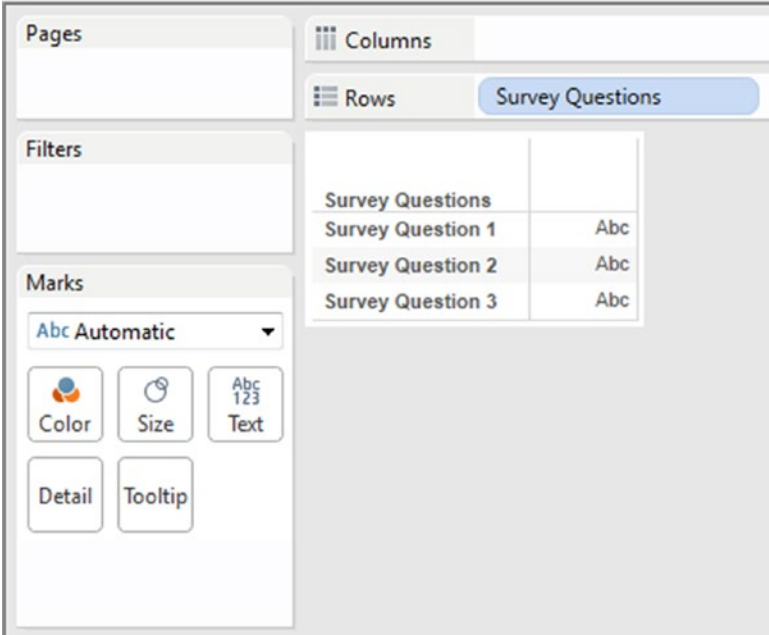 Pages
Columns
Rows
Survey Questions
Filters
Survey Questions
Survey Question 1 Abc
Survey Question 2 Abc
Survey Question 3 Abc
Marks
Abc Automatic
Color
Size
Abc
123
Text
Detail
Tooltip